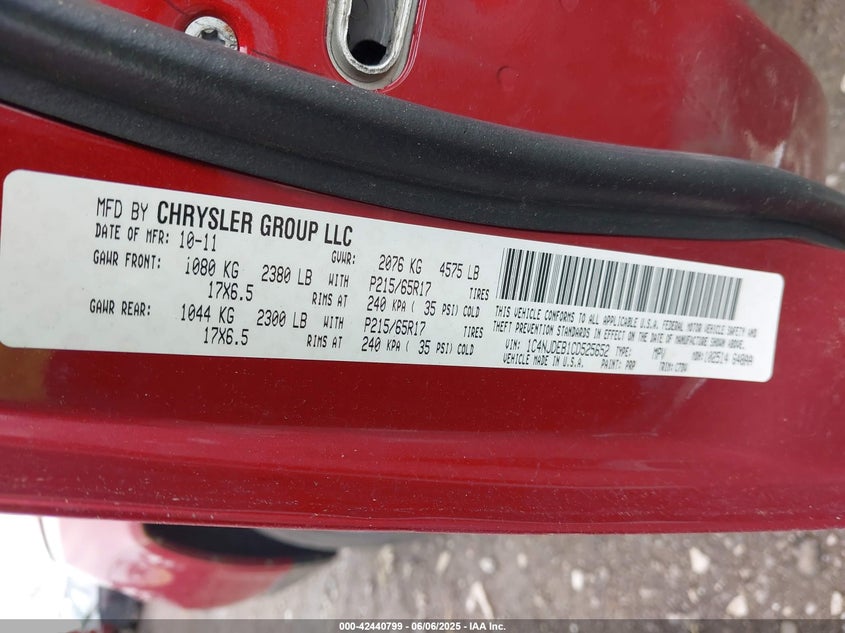 MFD BY CHRYSLER GROUP LLC
DATE OF MFR: 10-11 GVWR: 2076 KG 4575 LB
GAWR FRONT: 1080 KG 2380 LB WITH P215/65R17 TIRES
17X6.5 RIMS AT 240 KPA ( 35 PSI) COLD
GAWR REAR: 1044 KG 2300 LB WITH P215/65R17 TIRES
17X6.5 RIMS AT 240 KPA ( 35 PSI) COLD
THIS VEHICLE CONFORMS TO ALL APPLICABLE U.S.A. FEDERAL MOTOR VEHICLE SAFETY AND
THEFT PREVENTION STANDARDS IN EFFECT ON THE DATE OF MANUFACTURE SHOWN ABOVE.
VIN: 1C4NJDEB1CD525652 TYPE: MPV MDH:
VEHICLE MADE IN U.S.A. PAINT: PRP TRIM:
000-42440799 - 06/06/2025 - IAA Inc.